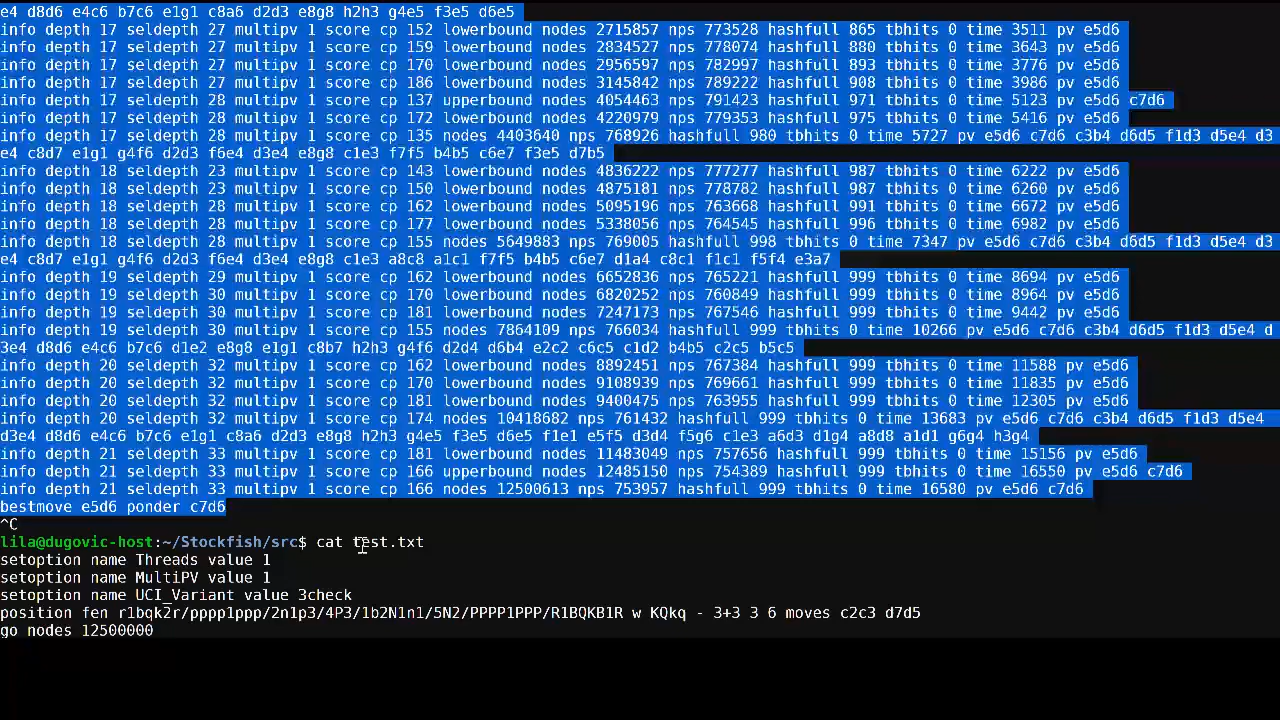 e4 d8d6 e4c6 b7c6 e1g1 c8a6 d2d3 e8g8 h2h3 g4e5 f3e5 d6e5
info depth 17 seldepth 27 multipv 1 score cp 152 lowerbound nodes 2715857 nps 773528 hashfull 865 tbhits 0 time 3511 pv e5d6
info depth 17 seldepth 27 multipv 1 score cp 159 lowerbound nodes 2834527 nps 778074 hashfull 880 tbhits 0 time 3643 pv e5d6
info depth 17 seldepth 27 multipv 1 score cp 170 lowerbound nodes 2956597 nps 782997 hashfull 893 tbhits 0 time 3776 pv e5d6
info depth 17 seldepth 27 multipv 1 score cp 186 lowerbound nodes 3145842 nps 789222 hashfull 908 tbhits 0 time 3986 pv e5d6
info depth 17 seldepth 28 multipv 1 score cp 137 upperbound nodes 4054463 nps 791423 hashfull 971 tbhits 0 time 5123 pv e5d6 c7d6
info depth 17 seldepth 28 multipv 1 score cp 172 lowerbound nodes 4220979 nps 779353 hashfull 975 tbhits 0 time 5416 pv e5d6
info depth 17 seldepth 28 multipv 1 score cp 135 nodes 4403640 nps 768926 hashfull 980 tbhits 0 time 5727 pv e5d6 c7d6 c3b4 d6d5 f1d3 d5e4 d3
e4 c8d7 e1g1 g4f6 d2d3 f6e4 d3e4 e8g8 c1e3 f7f5 b4b5 c6e7 f3e5 d7b5
info depth 18 seldepth 23 multipv 1 score cp 143 lowerbound nodes 4836222 nps 777277 hashfull 987 tbhits 0 time 6222 pv e5d6
info depth 18 seldepth 23 multipv 1 score cp 150 lowerbound nodes 4875181 nps 778782 hashfull 987 tbhits 0 time 6260 pv e5d6
info depth 18 seldepth 28 multipv 1 score cp 162 lowerbound nodes 5095196 nps 763668 hashfull 991 tbhits 0 time 6672 pv e5d6
info depth 18 seldepth 28 multipv 1 score cp 177 lowerbound nodes 5338056 nps 764545 hashfull 996 tbhits 0 time 6982 pv e5d6
info depth 18 seldepth 28 multipv 1 score cp 155 nodes 5649883 nps 769005 hashfull 998 tbhits 0 time 7347 pv e5d6 c7d6 c3b4 d6d5 f1d3 d5e4 d3
e4 c8d7 e1g1 g4f6 d2d3 f6e4 d3e4 e8g8 c1e3 a8c8 a1c1 f7f5 b4b5 c6e7 d1a4 c8c1 f1c1 f5f4 e3a7
info depth 19 seldepth 29 multipv 1 score cp 162 lowerbound nodes 6652836 nps 765221 hashfull 999 tbhits 0 time 8694 pv e5d6
info depth 19 seldepth 30 multipv 1 score cp 170 lowerbound nodes 6820252 nps 760849 hashfull 999 tbhits 0 time 8964 pv e5d6
info depth 19 seldepth 30 multipv 1 score cp 181 lowerbound nodes 7247173 nps 767546 hashfull 999 tbhits 0 time 9442 pv e5d6
info depth 19 seldepth 30 multipv 1 score cp 155 nodes 7864109 nps 766034 hashfull 999 tbhits 0 time 10266 pv e5d6 c7d6 c3b4 d6d5 f1d3 d5e4 d
3e4 d8d6 e4c6 b7c6 d1e2 e8g8 e1g1 c8b7 h2h3 g4f6 d2d4 d6b4 e2c2 c6c5 c1d2 b4b5 c2c5 b5c5
info depth 20 seldepth 32 multipv 1 score cp 162 lowerbound nodes 8892451 nps 767384 hashfull 999 tbhits 0 time 11588 pv e5d6
info depth 20 seldepth 32 multipv 1 score cp 170 lowerbound nodes 9108939 nps 769661 hashfull 999 tbhits 0 time 11835 pv e5d6
info depth 20 seldepth 32 multipv 1 score cp 181 lowerbound nodes 9400475 nps 763955 hashfull 999 tbhits 0 time 12305 pv e5d6
info depth 20 seldepth 32 multipv 1 score cp 174 nodes 10418682 nps 761432 hashfull 999 tbhits 0 time 13683 pv e5d6 c7d6 c3b4 d6d5 f1d3 d5e4
d3e4 d8d6 e4c6 b7c6 e1g1 c8a6 d2d3 e8g8 h2h3 g4e5 f3e5 d6e5 f1e1 e5f5 d3d4 f5g6 c1e3 a6d3 d1g4 a8d8 a1d1 g6g4 h3g4
info depth 21 seldepth 33 multipv 1 score cp 181 lowerbound nodes 11483049 nps 757656 hashfull 999 tbhits 0 time 15156 pv e5d6
info depth 21 seldepth 33 multipv 1 score cp 166 upperbound nodes 12485150 nps 754389 hashfull 999 tbhits 0 time 16550 pv e5d6 c7d6
info depth 21 seldepth 33 multipv 1 score cp 166 nodes 12500613 nps 753957 hashfull 999 tbhits 0 time 16580 pv e5d6 c7d6
bestmove e5d6 ponder c7d6
^C
lila@dugovic-host:~/Stockfish/src$ cat test.txt
setoption name Threads value 1
setoption name MultiPV value 1
setoption name UCI_Variant value 3check
position fen r1bqk2r/pppp1ppp/2n1p3/4P3/1b2N1n1/5N2/PPPP1PPP/R1BQKB1R w KQkq - 3+3 3 6 moves c2c3 d7d5
go nodes 12500000